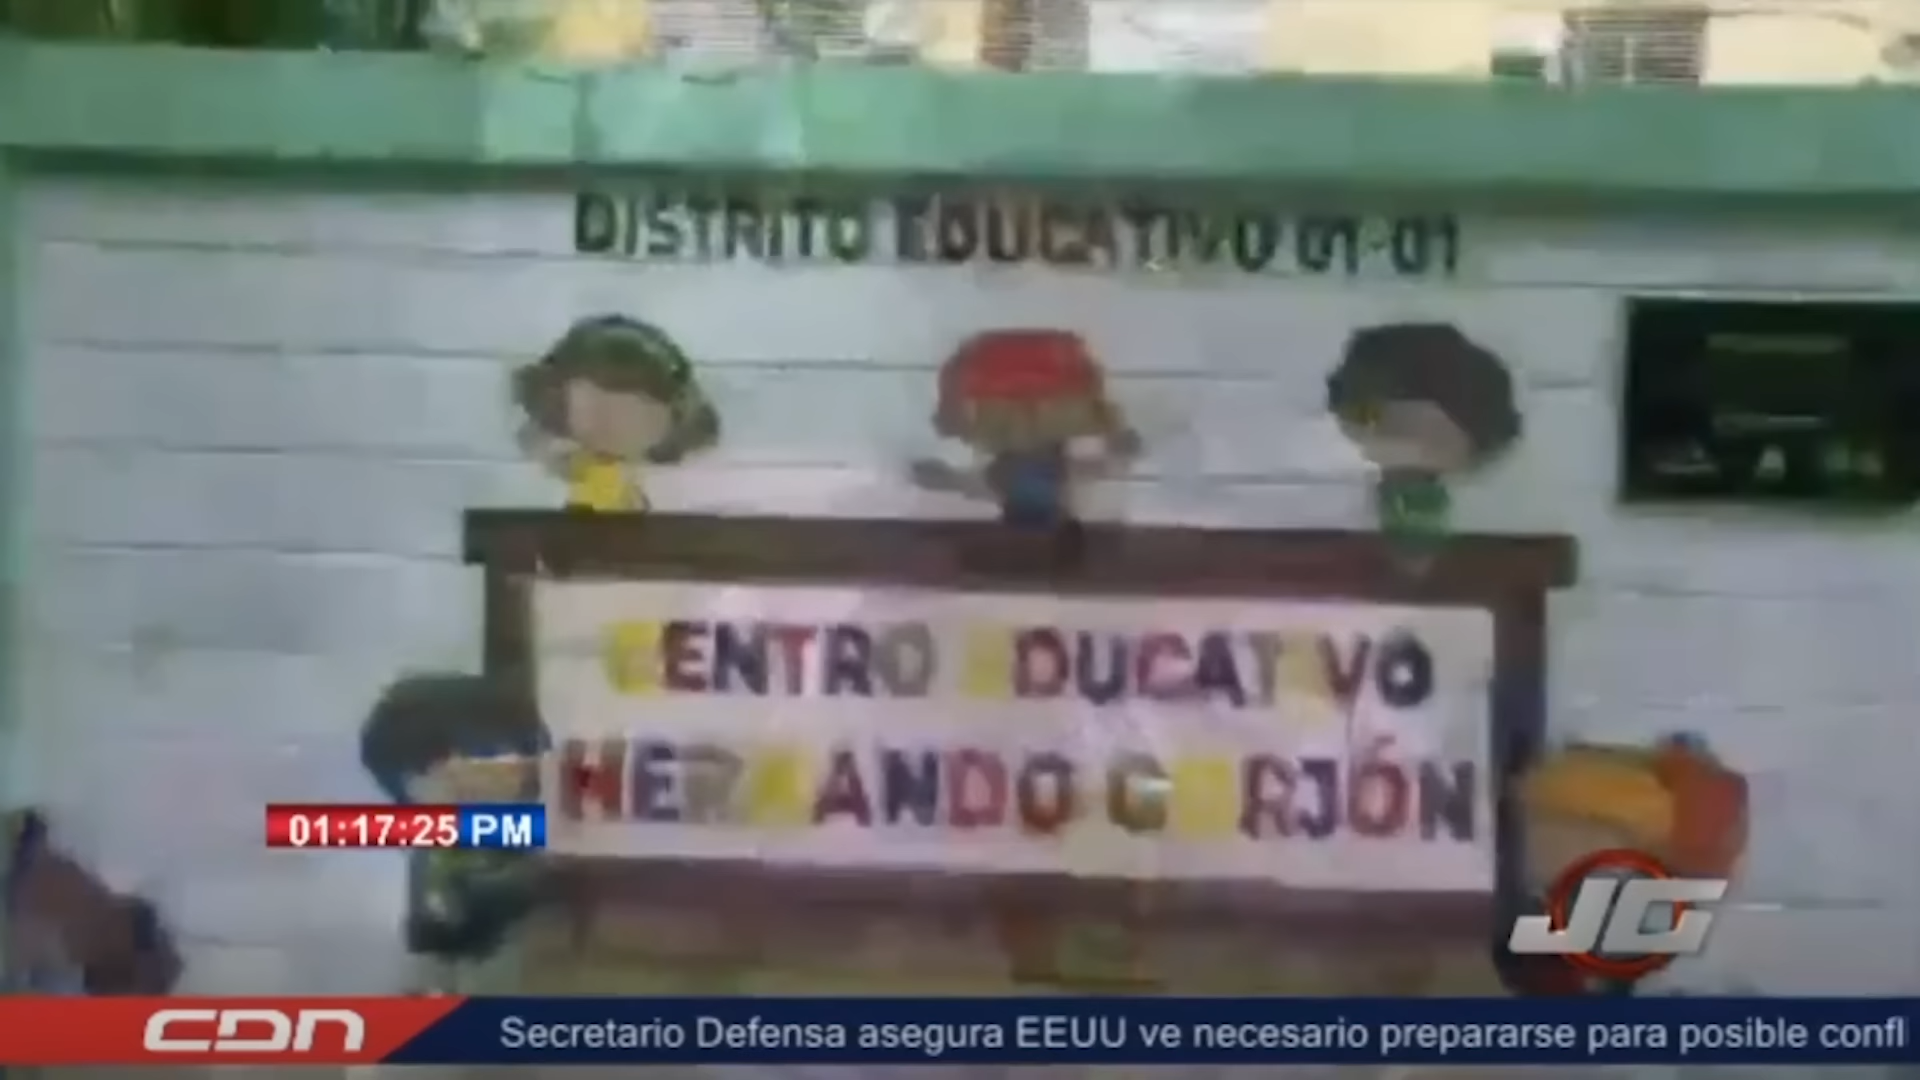 DISTRITO EDUCATIVO 01-01
CENTRO EDUCATIVO
HERNANDO GORJÓN
01:17:25 PM
JG
CDN
Secretario Defensa asegura EEUU ve necesario prepararse para posible confl